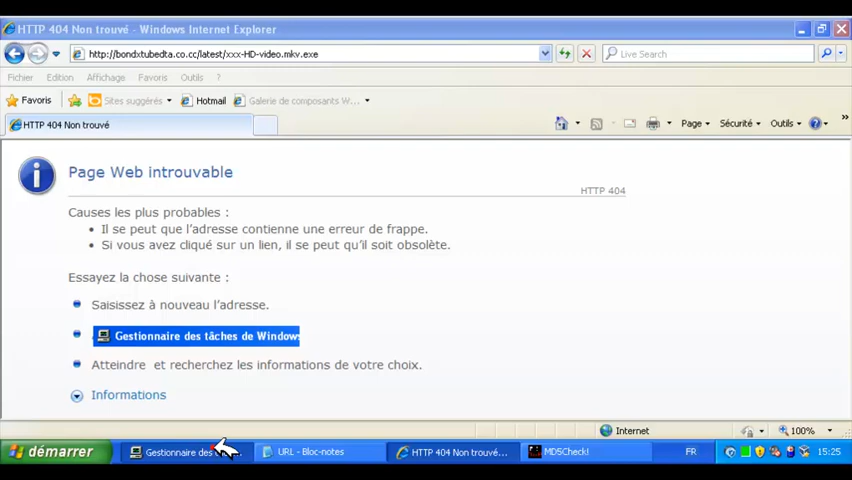 HTTP 404 Non trouvé - Windows Internet Explorer
http://bondxtubedta.co.cc/latest/xxx-HD-video.mkv.exe
Live Search
Fichier Edition Affichage Favoris Outils ?
Favoris Sites suggérés Hotmail Galerie de composants W...
HTTP 404 Non trouvé
Page Sécurité Outils
Page Web introuvable
HTTP 404
Causes les plus probables :
Il se peut que l'adresse contienne une erreur de frappe.
Si vous avez cliqué sur un lien, il se peut qu'il soit obsolète.
Essayez la chose suivante :
Saisissez à nouveau l'adresse.
Gestionnaire des tâches de Windows
Atteindre et recherchez les informations de votre choix.
Informations
Internet 100%
démarrer Gestionnaire des URL - Bloc-notes HTTP 404 Non trouvé... MD5Check! FR 15:25